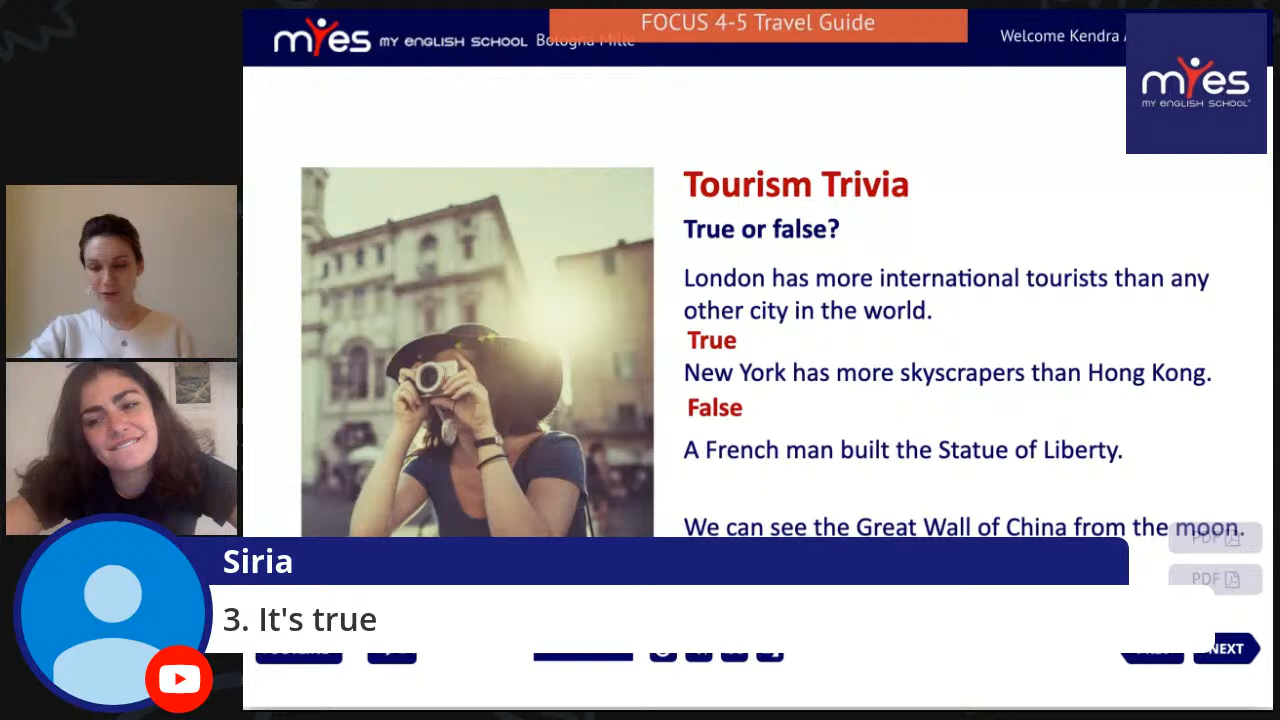 FOCUS 4-5 Travel Guide
myes MY ENGLISH SCHOOL Bologna Mille
Welcome Kendra A
myes
MY ENGLISH SCHOOL
Tourism Trivia
True or false?
London has more international tourists than any
other city in the world.
True
New York has more skyscrapers than Hong Kong.
False
A French man built the Statue of Liberty.
We can see the Great Wall of China from the moon.
PDF
PDF
Siria
3. It's true
NEXT